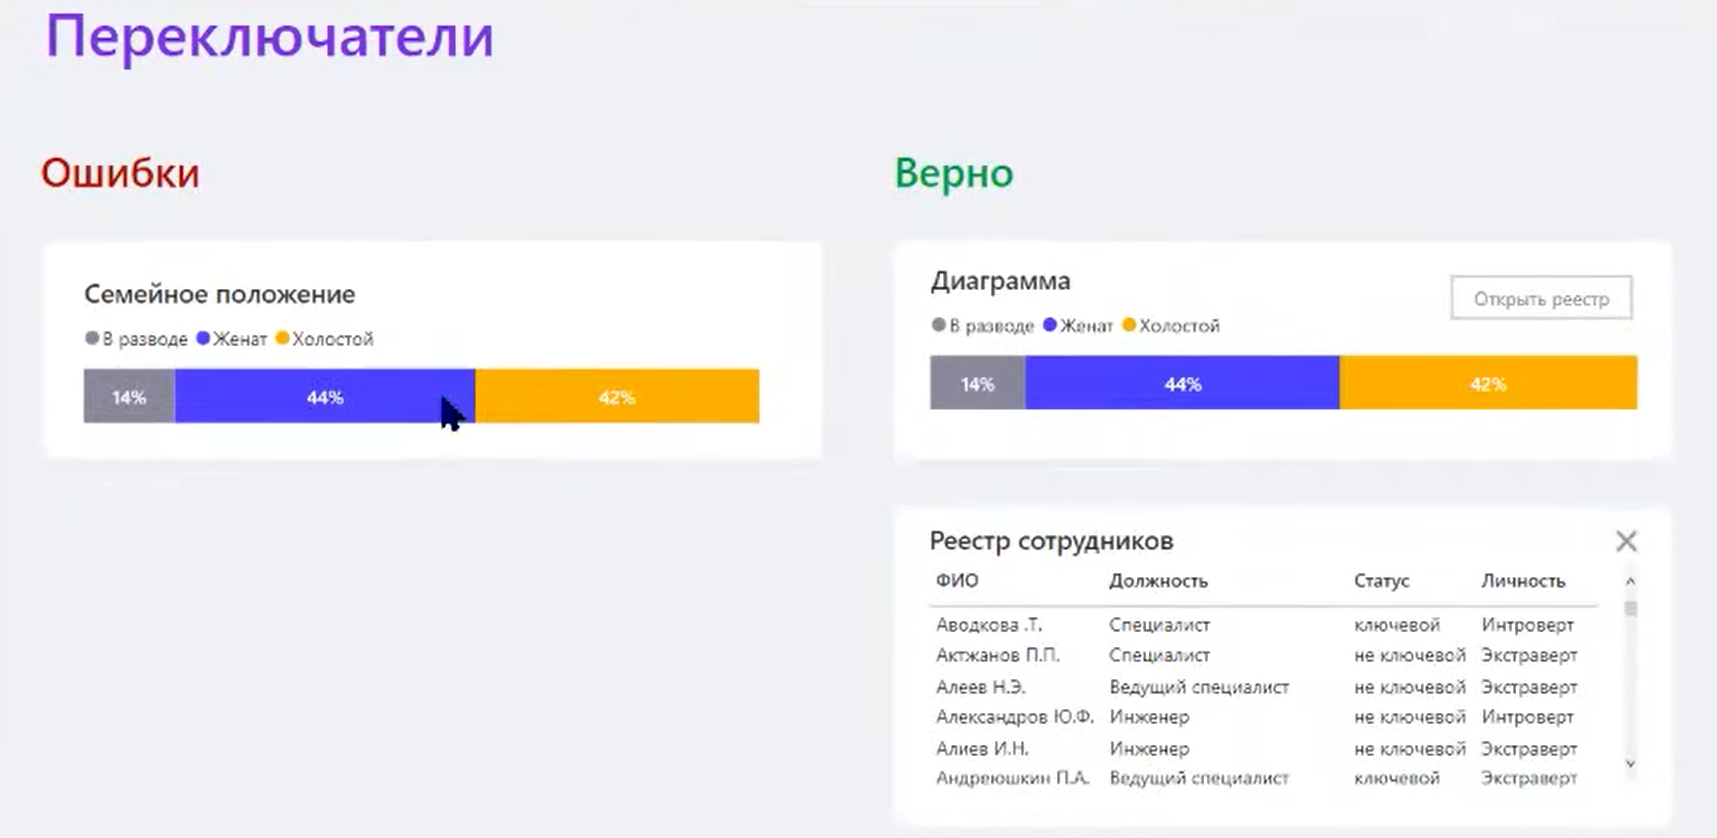 Переключатели
Ошибки
Семейное положение
В разводе Женат Холостой
14% 44% 42%
Верно
Диаграмма
Открыть реестр
В разводе Женат Холостой
14% 44% 42%
Реестр сотрудников
ФИО Должность Статус Личность
Аводкова .Т. Специалист ключевой Интроверт
Актжанов П.П. Специалист не ключевой Экстраверт
Алеев Н.Э. Ведущий специалист не ключевой Экстраверт
Александров Ю.Ф. Инженер не ключевой Интроверт
Алиев И.Н. Инженер не ключевой Экстраверт
Андреюшкин П.А. Ведущий специалист ключевой Экстраверт